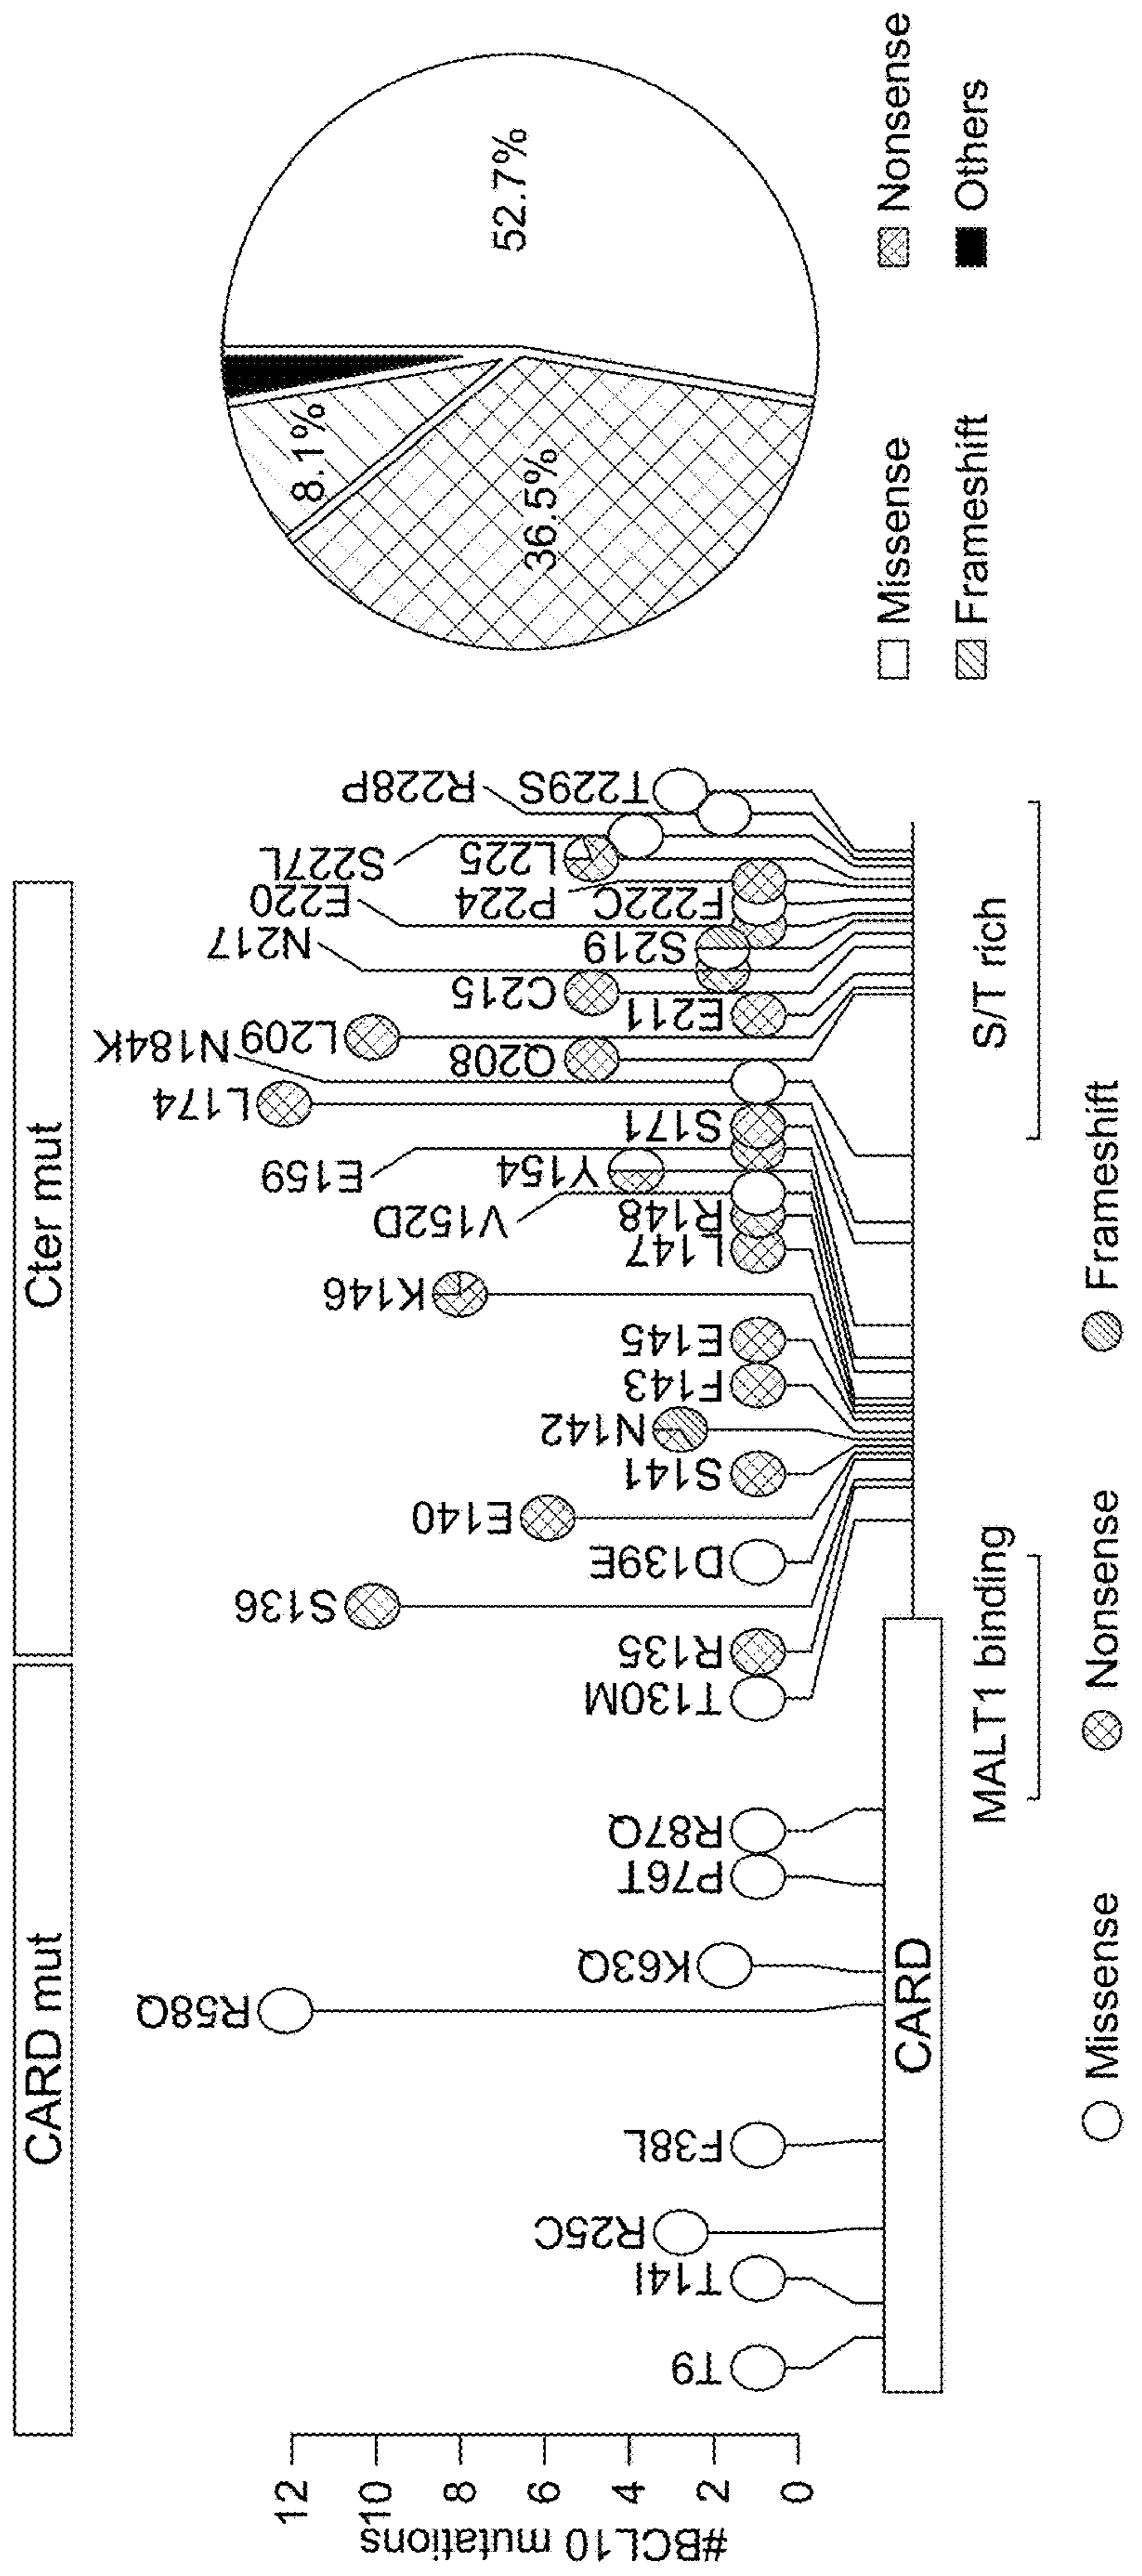 CARD mut
Cter mut
#BCL10 mutations
12
10
8
6
4
2
0
T9
T14I
R25C
F38L
R58Q
K63Q
P76T
R87Q
T130M
R135
S136
D139E
E140
S141
N142
F143
E145
K146
L147
R148
V152D
Y154
E159
S171
L174
N184K
Q208
L209
E211
C215
N217
S219
E220
F222C
P224
L225
S227L
R228P
T229S
CARD
MALT1 binding
S/T rich
Missense
Nonsense
Frameshift
52.7%
36.5%
8.1%
Missense
Nonsense
Frameshift
Others